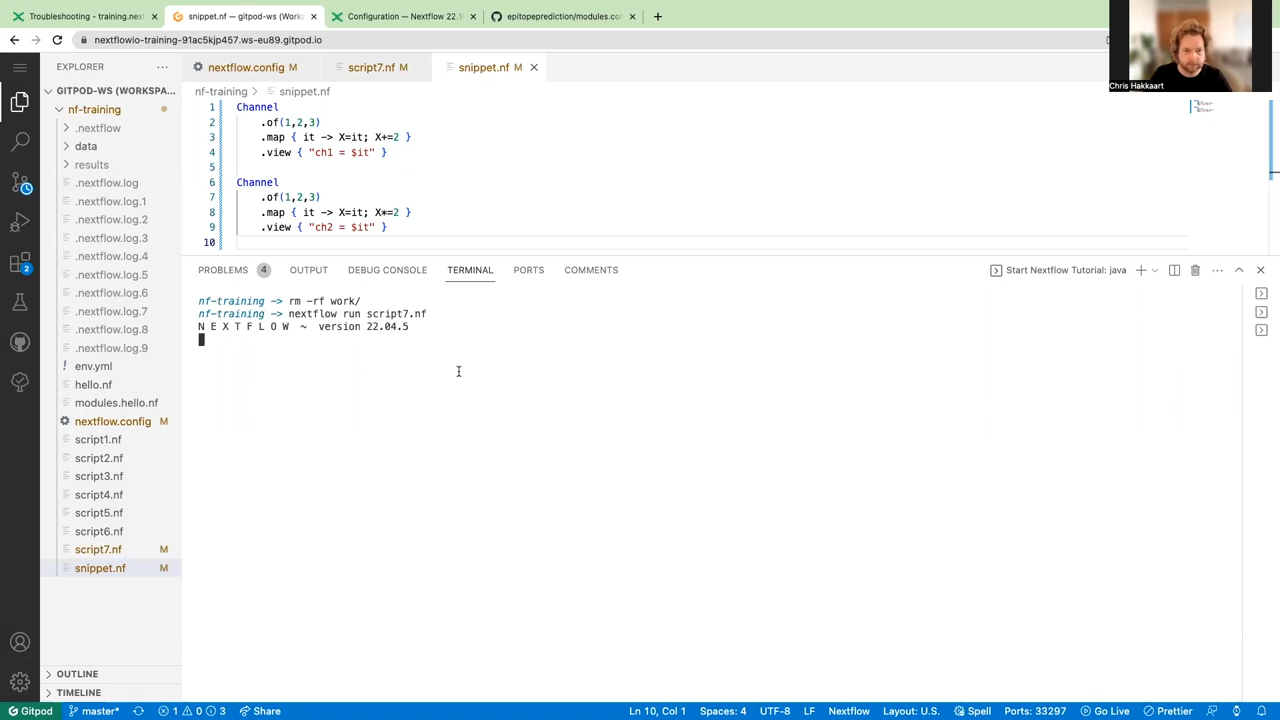 Troubleshooting - training.next
snippet.nf — gitpod-ws (Works
Configuration — Nextflow 22.1
epitopeprediction/modules.co
nextflowio-training-91ac5kjp457.ws-eu89.gitpod.io
Chris Hakkaart
EXPLORER
GITPOD-WS (WORKSPA...
nf-training
.nextflow
data
results
.nextflow.log
.nextflow.log.1
.nextflow.log.2
.nextflow.log.3
.nextflow.log.4
.nextflow.log.5
.nextflow.log.6
.nextflow.log.7
.nextflow.log.8
.nextflow.log.9
! env.yml
hello.nf
modules.hello.nf
nextflow.config M
script1.nf
script2.nf
script3.nf
script4.nf
script5.nf
script6.nf
script7.nf M
snippet.nf M
OUTLINE
TIMELINE
2
nextflow.config M
script7.nf M
snippet.nf M
nf-training > snippet.nf
1 Channel
2 .of(1,2,3)
3 .map { it -> X=it; X+=2 }
4 .view { "ch1 = $it" }
5
6 Channel
7 .of(1,2,3)
8 .map { it -> X=it; X*=2 }
9 .view { "ch2 = $it" }
10
PROBLEMS 4 OUTPUT DEBUG CONSOLE TERMINAL PORTS COMMENTS
Start Nextflow Tutorial: java
nf-training -> rm -rf work/
nf-training -> nextflow run script7.nf
N E X T F L O W ~ version 22.04.5
Gitpod master* 1 0 3 Share Ln 10, Col 1 Spaces: 4 UTF-8 LF Nextflow Layout: U.S. Spell Ports: 33297 Go Live Prettier